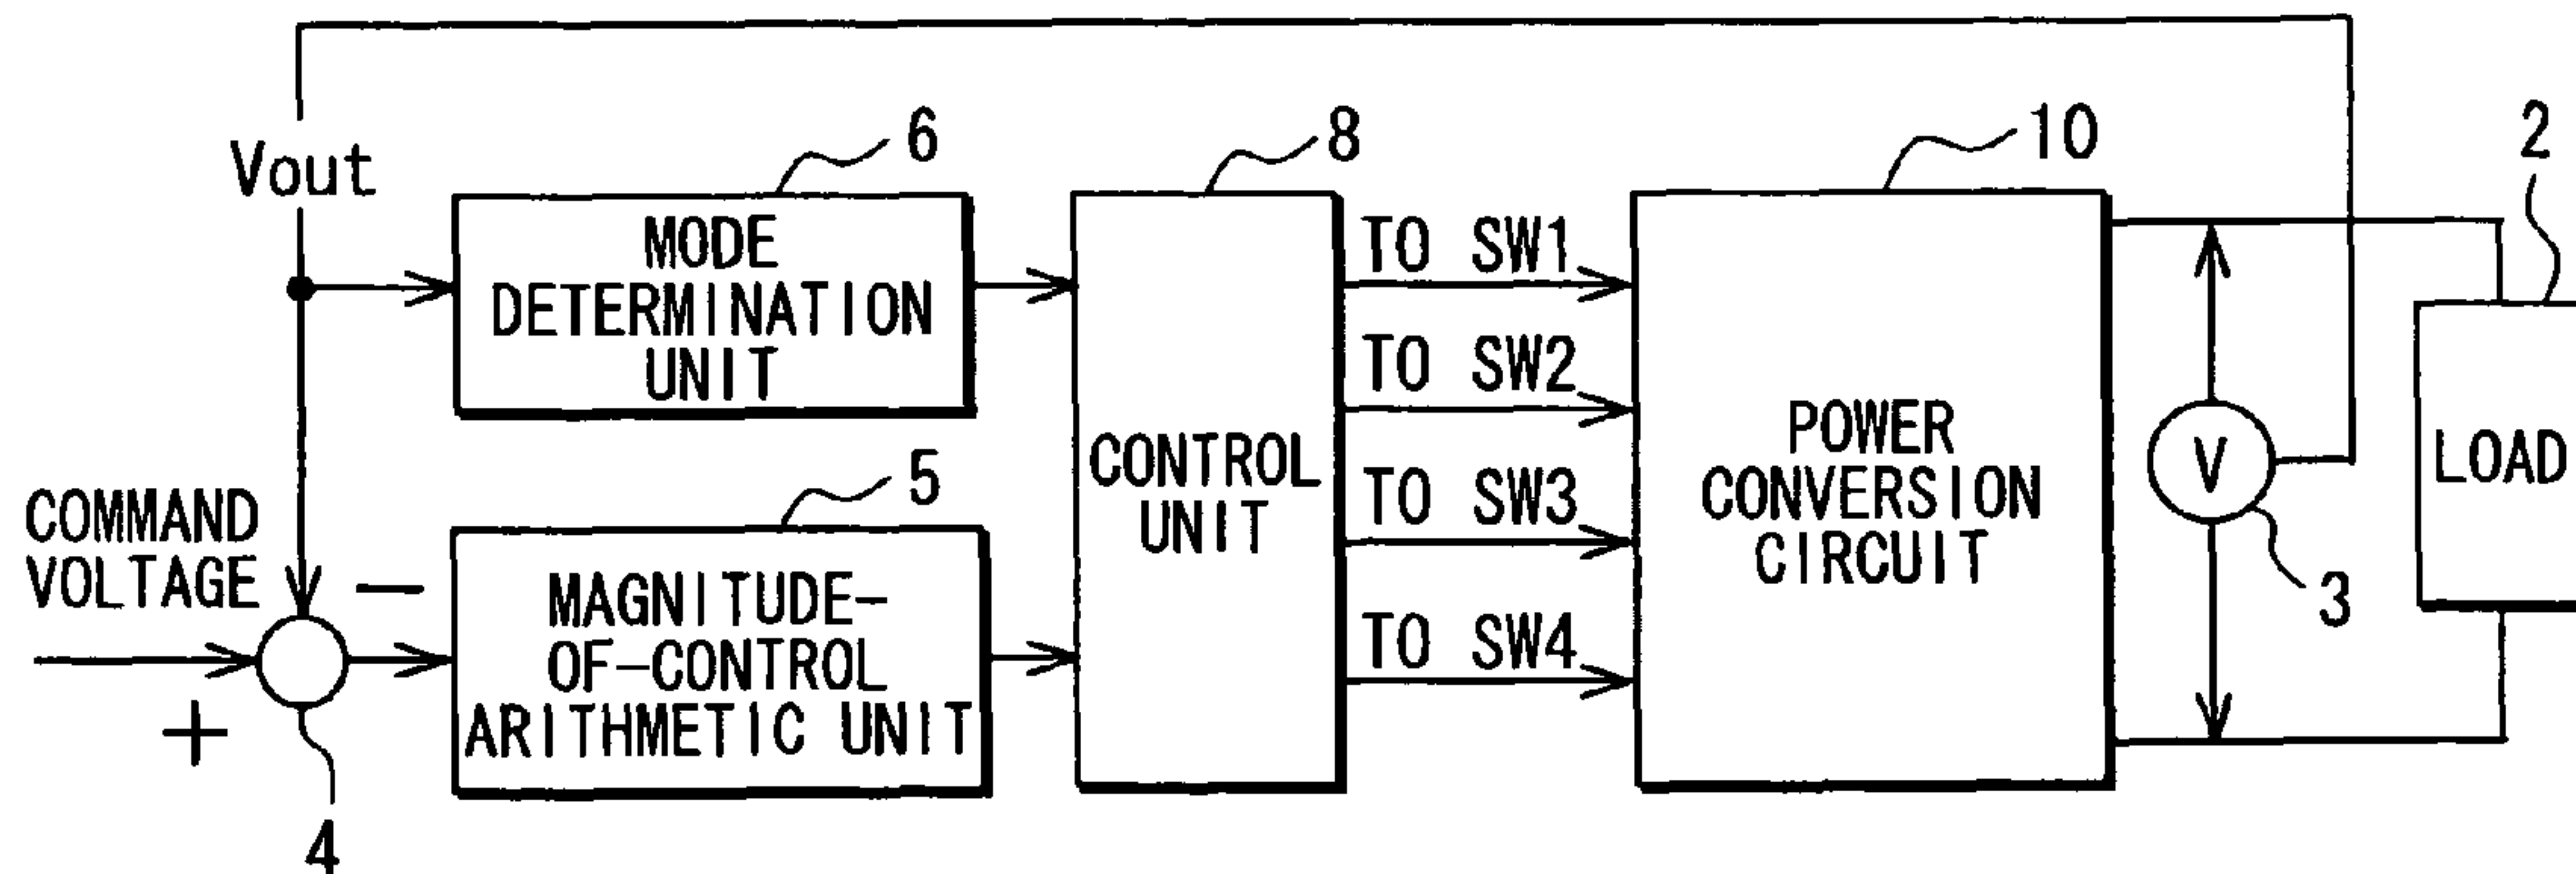 Vout
6
8
10
2
MODE
DETERMINATION
UNIT
TO SW1
TO SW2
TO SW3
TO SW4
CONTROL
UNIT
POWER
CONVERSION
CIRCUIT
V
LOAD
3
COMMAND
VOLTAGE
−
+
5
MAGNITUDE-
OF-CONTROL
ARITHMETIC UNIT
4